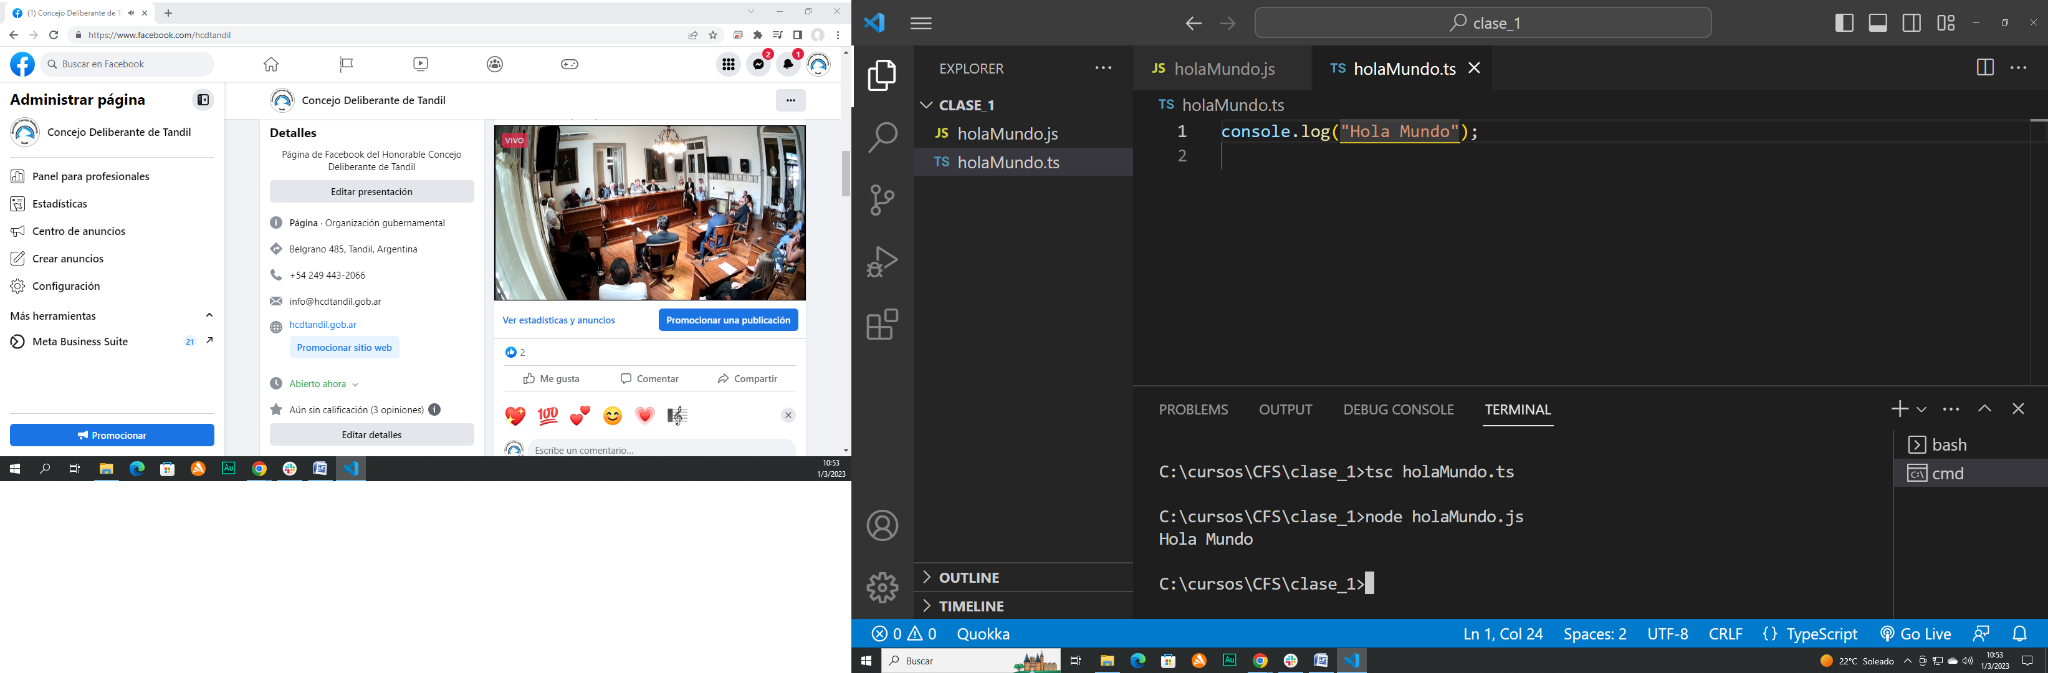 (1) Concejo Deliberante de T
https://www.facebook.com/hcdtandil
Buscar en Facebook
2
1
Administrar página
Concejo Deliberante de Tandil
Panel para profesionales
Estadísticas
Centro de anuncios
Crear anuncios
Configuración
Más herramientas
Meta Business Suite
21
Promocionar
Concejo Deliberante de Tandil
Detalles
Página de Facebook del Honorable Concejo
Deliberante de Tandil
Editar presentación
Página · Organización gubernamental
Belgrano 485, Tandil, Argentina
+54 249 443-2066
info@hcdtandil.gob.ar
hcdtandil.gob.ar
Promocionar sitio web
Abierto ahora
Aún sin calificación (3 opiniones)
Editar detalles
VIVO
Ver estadísticas y anuncios
Promocionar una publicación
2
Me gusta
Comentar
Compartir
100
Escribe un comentario...
Au
10:53
1/3/2023
clase_1
EXPLORER
CLASE_1
JS holaMundo.js
TS holaMundo.ts
OUTLINE
TIMELINE
JS holaMundo.js
TS holaMundo.ts
TS holaMundo.ts
1 console.log("Hola Mundo");
2
PROBLEMS
OUTPUT
DEBUG CONSOLE
TERMINAL
C:\cursos\CFS\clase_1>tsc holaMundo.ts
C:\cursos\CFS\clase_1>node holaMundo.js
Hola Mundo
C:\cursos\CFS\clase_1>
bash
cmd
0 0 Quokka
Ln 1, Col 24
Spaces: 2
UTF-8
CRLF
{ } TypeScript
Go Live
Buscar
Au
22°C Soleado
10:53
1/3/2023